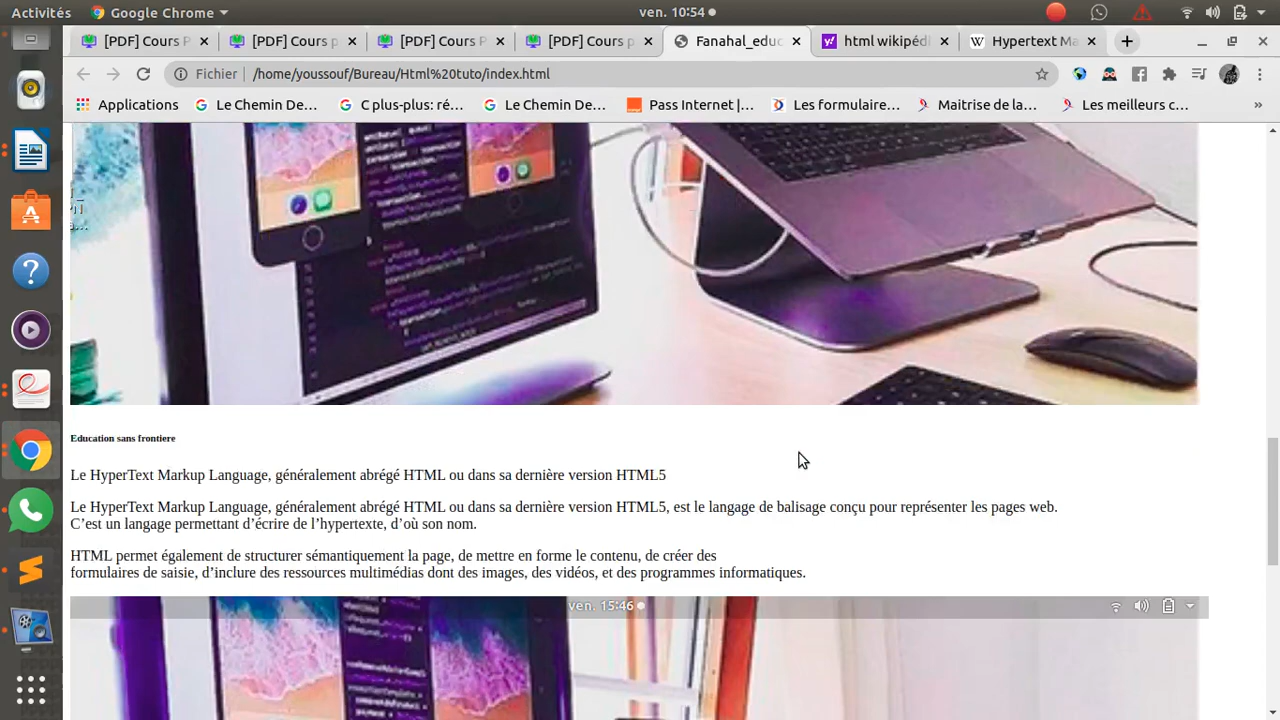 Activités
Google Chrome
ven. 10:54
[PDF] Cours P
[PDF] Cours p
[PDF] Cours P
[PDF] Cours p
Fanahal_educ
html wikipéd
Hypertext Ma
Fichier
/home/youssouf/Bureau/Html%20tuto/index.html
Applications
Le Chemin De...
C plus-plus: ré...
Le Chemin De...
Pass Internet |...
Les formulaire...
Maitrise de la...
Les meilleurs c...
»
Education sans frontiere
Le HyperText Markup Language, généralement abrégé HTML ou dans sa dernière version HTML5
Le HyperText Markup Language, généralement abrégé HTML ou dans sa dernière version HTML5, est le langage de balisage conçu pour représenter les pages web.
C’est un langage permettant d’écrire de l’hypertexte, d’où son nom.
HTML permet également de structurer sémantiquement la page, de mettre en forme le contenu, de créer des
formulaires de saisie, d’inclure des ressources multimédias dont des images, des vidéos, et des programmes informatiques.
ven. 15:46